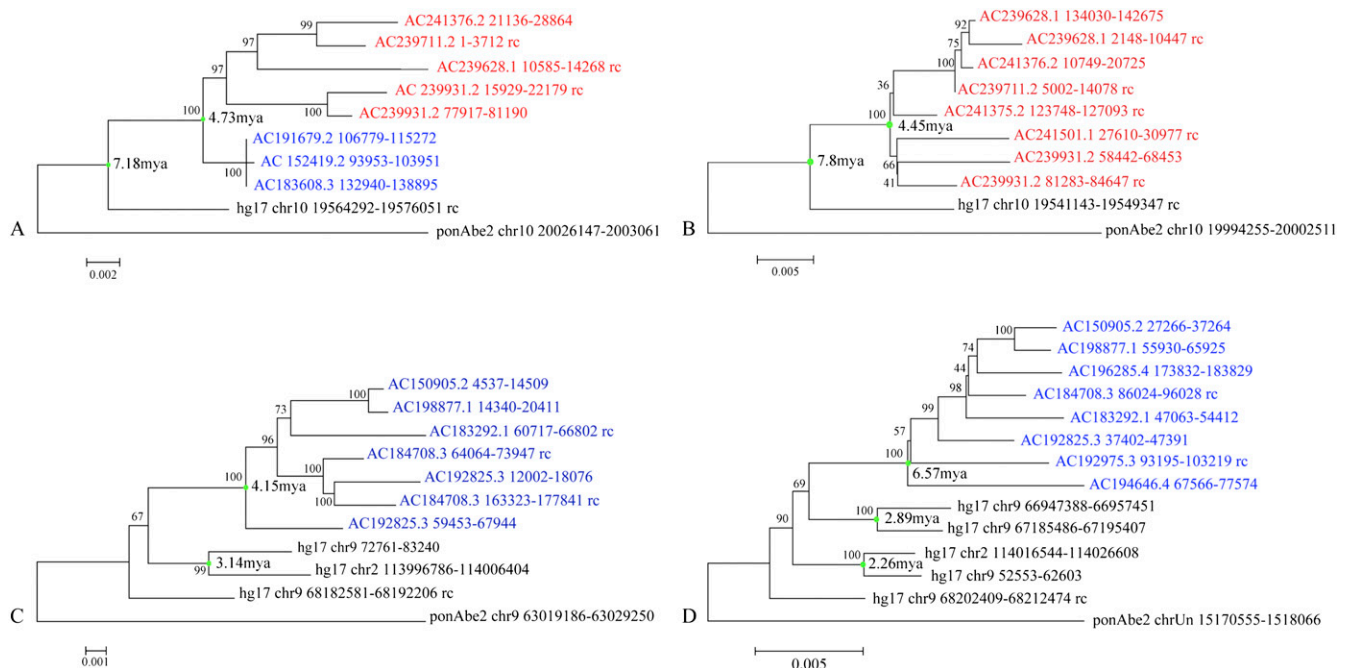 99
AC241376.2 21136-28864
97
AC239711.2 1-3712 rc
97
AC239628.1 10585-14268 rc
AC 239931.2 15929-22179 rc
100
100
AC239931.2 77917-81190
4.73mya
AC191679.2 106779-115272
7.18mya
AC 152419.2 93953-103951
100
AC183608.3 132940-138895
hg17 chr10 19564292-19576051 rc
A
ponAbe2 chr10 20026147-2003061
0.002
AC239628.1 134030-142675
92
75
AC239628.1 2148-10447 rc
100
AC241376.2 10749-20725
36
AC239711.2 5002-14078 rc
100
AC241375.2 123748-127093 rc
4.45mya
AC241501.1 27610-30977 rc
7.8mya
66
AC239931.2 58442-68453
41
AC239931.2 81283-84647 rc
hg17 chr10 19541143-19549347 rc
B
ponAbe2 chr10 19994255-20002511
0.005
AC150905.2 4537-14509
100
73
AC198877.1 14340-20411
96
AC183292.1 60717-66802 rc
100
AC184708.3 64064-73947 rc
100
AC192825.3 12002-18076
4.15mya
100
AC184708.3 163323-177841 rc
67
AC192825.3 59453-67944
hg17 chr9 72761-83240
3.14mya
99
hg17 chr2 113996786-114006404
hg17 chr9 68182581-68192206 rc
C
ponAbe2 chr9 63019186-63029250
0.001
AC150905.2 27266-37264
100
74
AC198877.1 55930-65925
44
AC196285.4 173832-183829
98
AC184708.3 86024-96028 rc
99
AC183292.1 47063-54412
57
AC192825.3 37402-47391
100
AC192975.3 93195-103219 rc
6.57mya
AC194646.4 67566-77574
69
hg17 chr9 66947388-66957451
100
2.89mya
90
hg17 chr9 67185486-67195407
100
hg17 chr2 114016544-114026608
2.26mya
hg17 chr9 52553-62603
hg17 chr9 68202409-68212474 rc
D
ponAbe2 chrUn 15170555-1518066
0.005